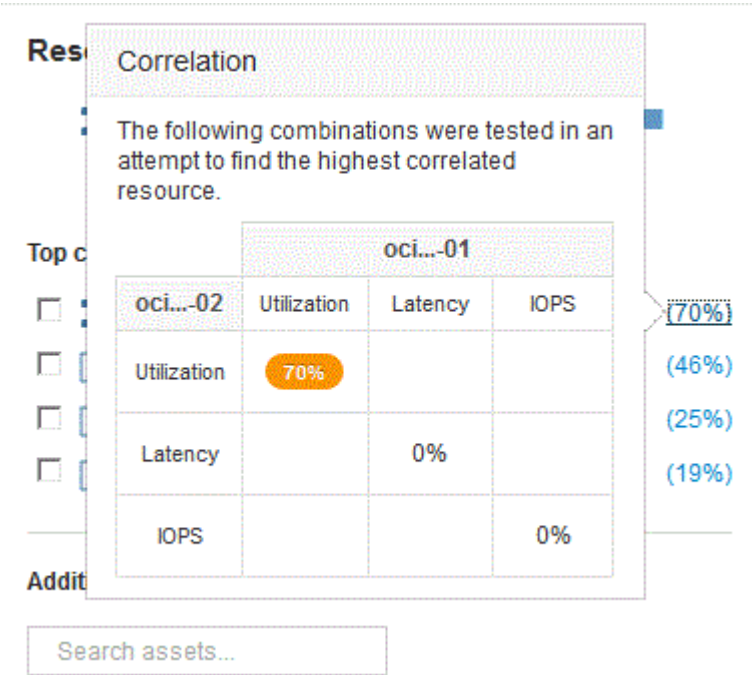 Res
Correlation
The following combinations were tested in an
attempt to find the highest correlated
resource.
Top c
oci...-01
oci...-02 Utilization Latency IOPS
(70%)
Utilization 70%
(46%)
(25%)
Latency 0%
(19%)
IOPS 0%
Addit
Search assets...